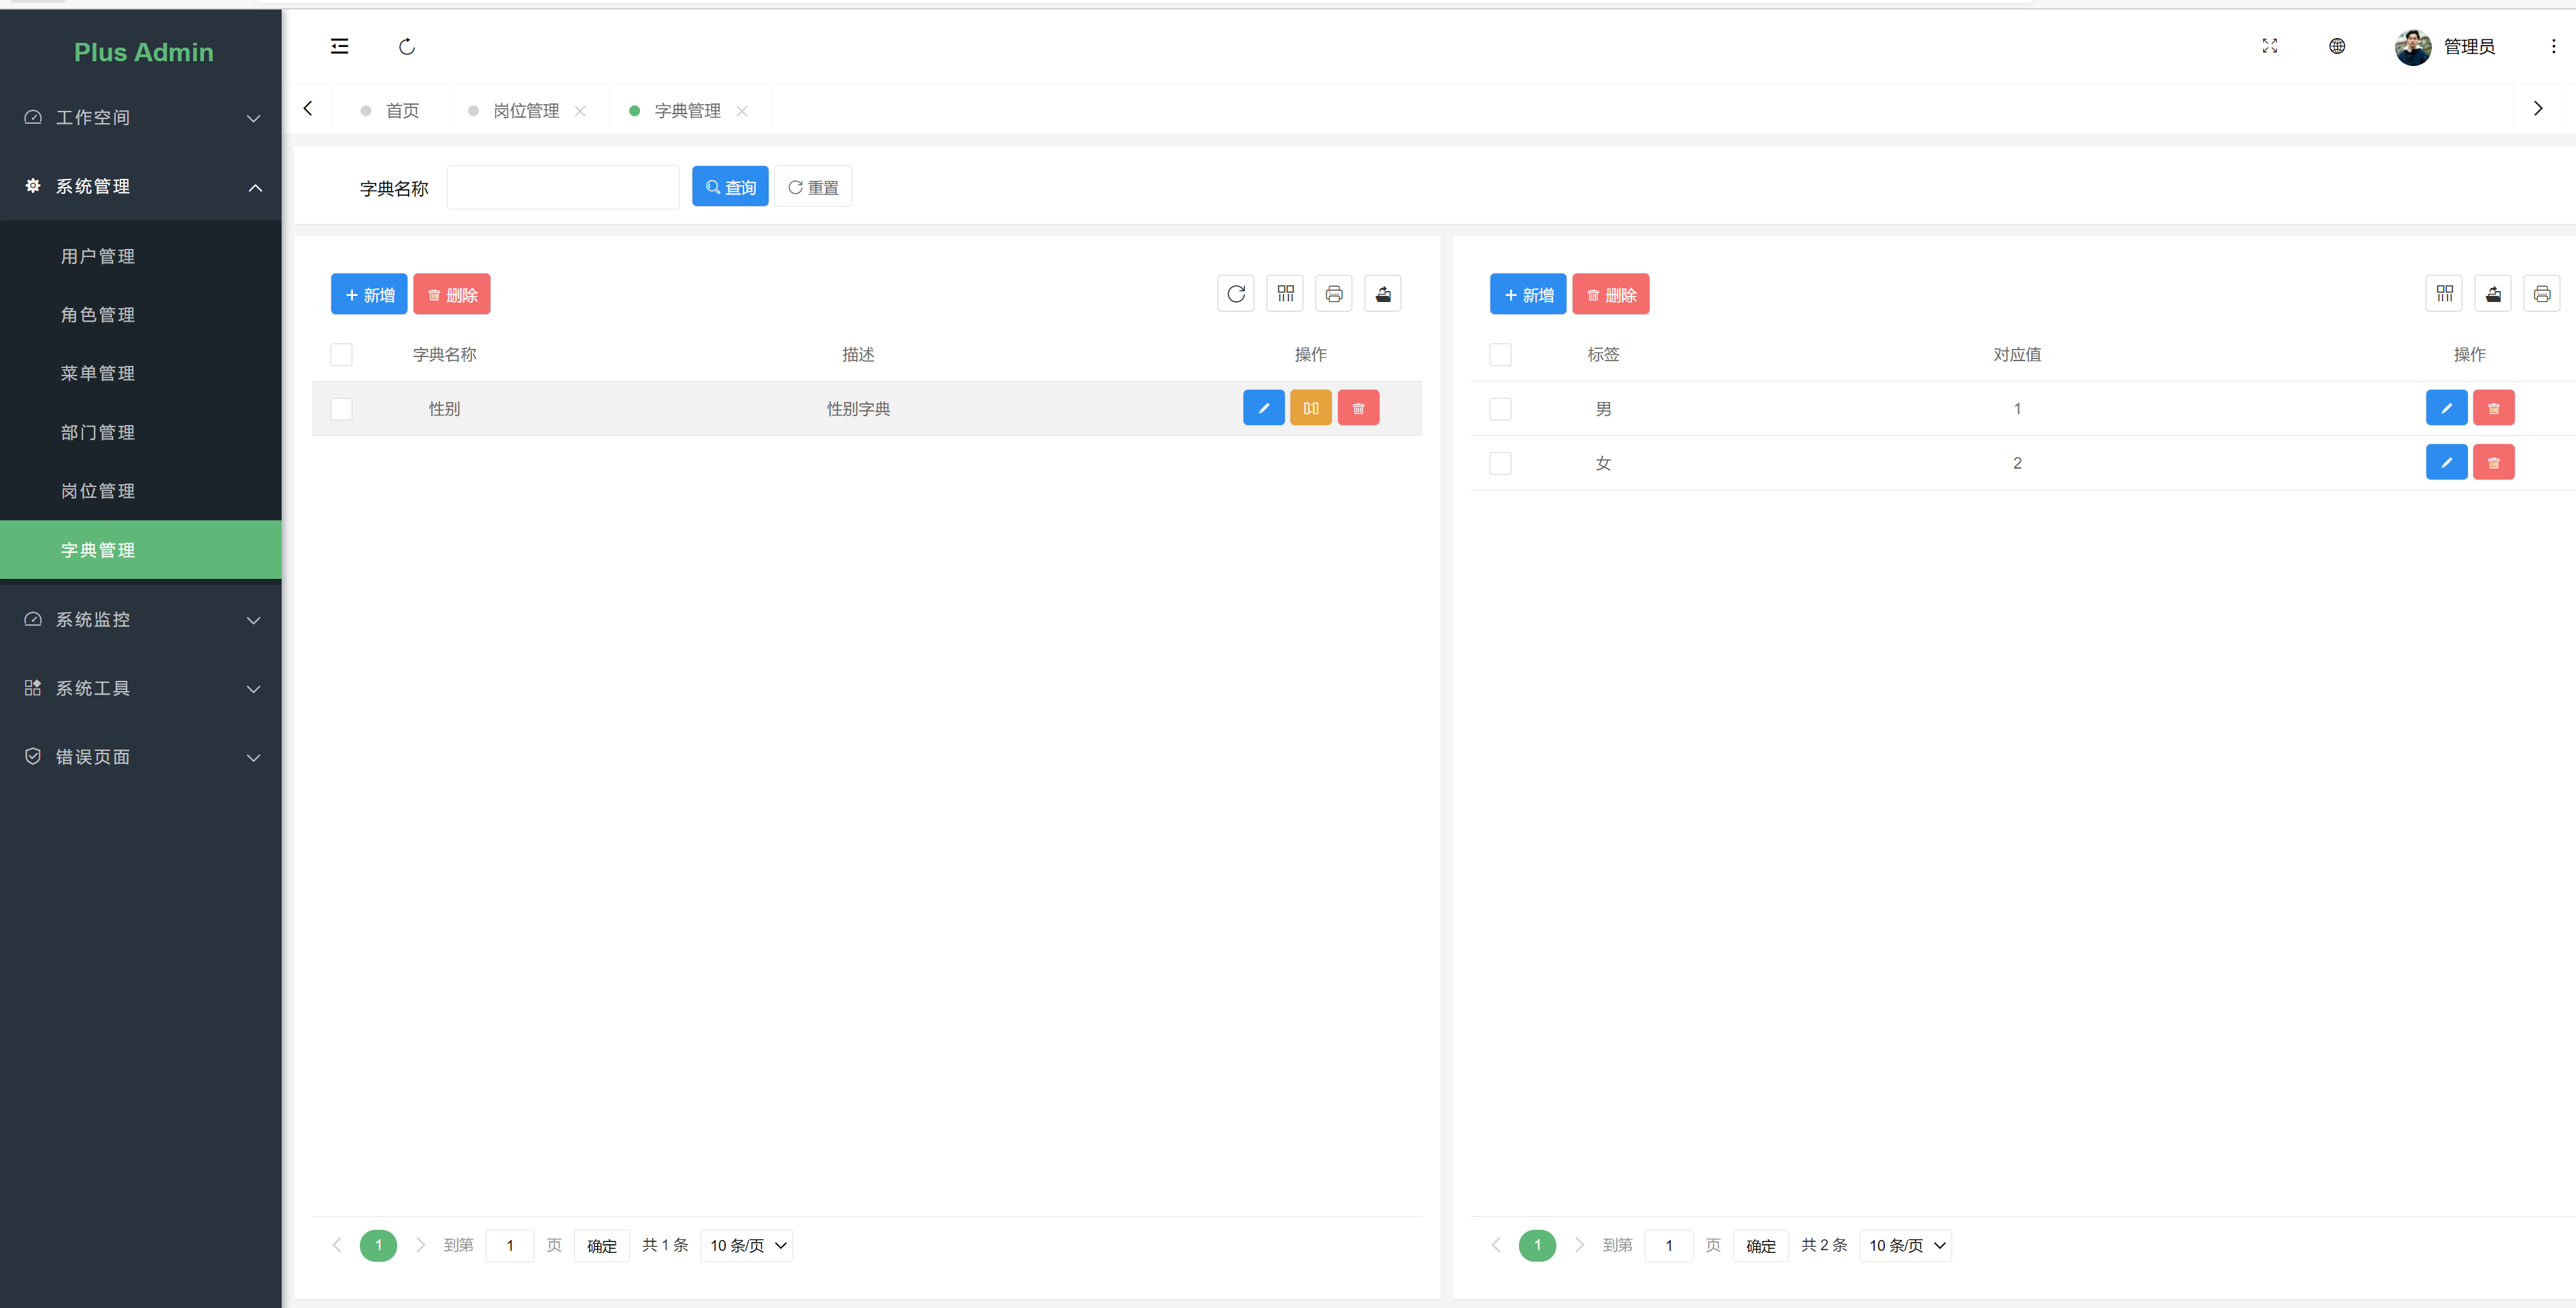 Plus Admin
管理员
工作空间
系统管理
用户管理
角色管理
菜单管理
部门管理
岗位管理
字典管理
系统监控
系统工具
错误页面
首页
岗位管理
字典管理
字典名称
查询
重置
新增
删除
字典名称 描述 操作
性别 性别字典
1 到第 1 页 确定 共 1 条 10 条/页
新增
删除
标签 对应值 操作
男 1
女 2
1 到第 1 页 确定 共 2 条 10 条/页